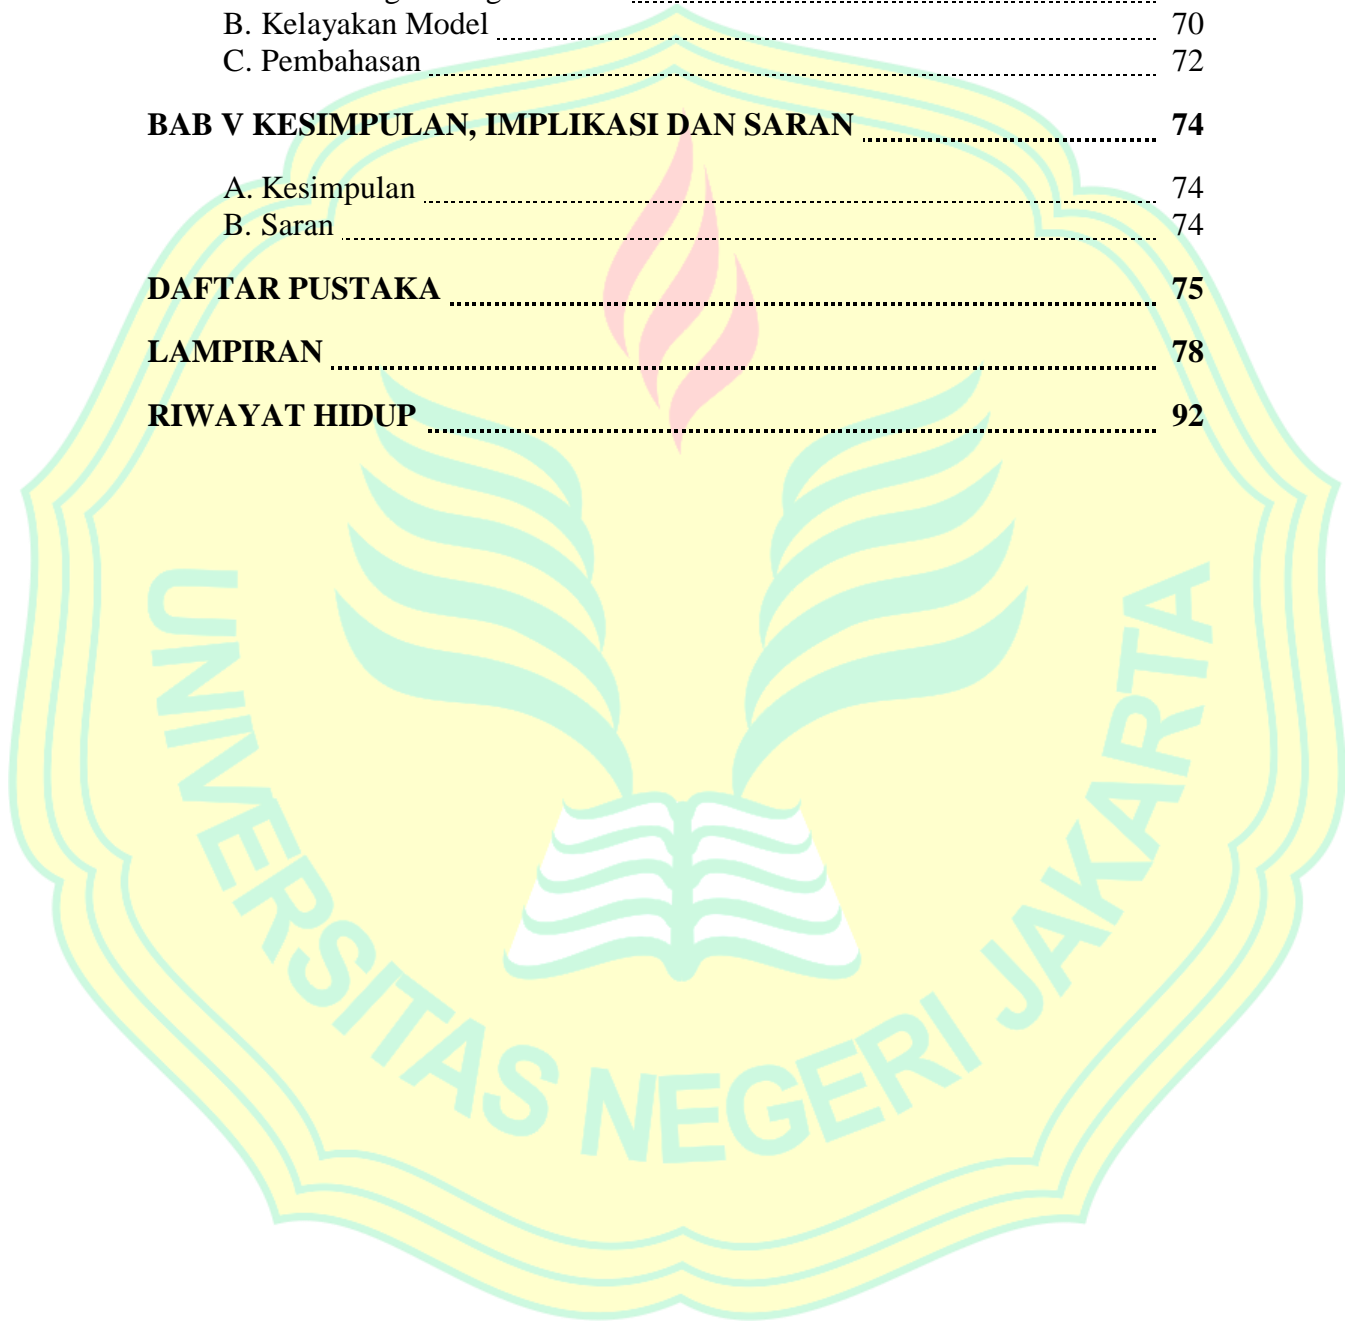 B. Kelayakan Model 70
C. Pembahasan 72
BAB V KESIMPULAN, IMPLIKASI DAN SARAN 74
A. Kesimpulan 74
B. Saran 74
DAFTAR PUSTAKA 75
LAMPIRAN 78
RIWAYAT HIDUP 92
UNIVERSITAS NEGERI JAKARTA